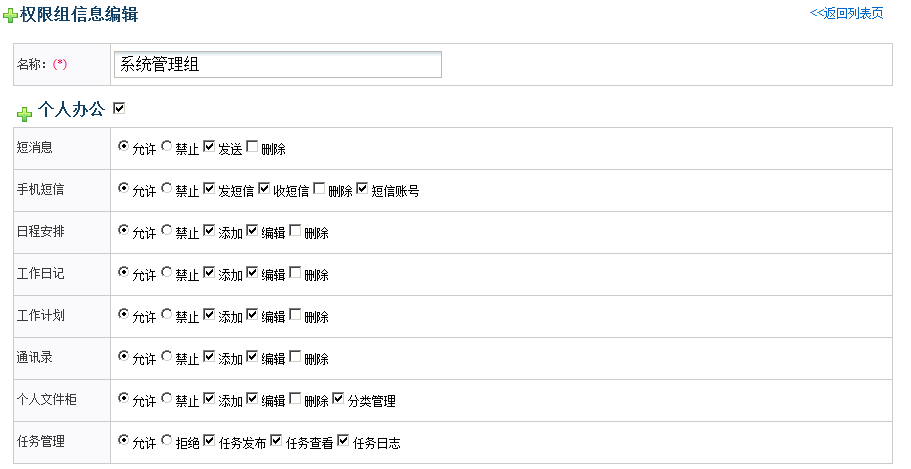 权限组信息编辑 <<返回列表页
名称：(*) 系统管理组
个人办公
短消息 允许 禁止 发送 删除
手机短信 允许 禁止 发短信 收短信 删除 短信账号
日程安排 允许 禁止 添加 编辑 删除
工作日记 允许 禁止 添加 编辑 删除
工作计划 允许 禁止 添加 编辑 删除
通讯录 允许 禁止 添加 编辑 删除
个人文件柜 允许 禁止 添加 编辑 删除 分类管理
任务管理 允许 拒绝 任务发布 任务查看 任务日志